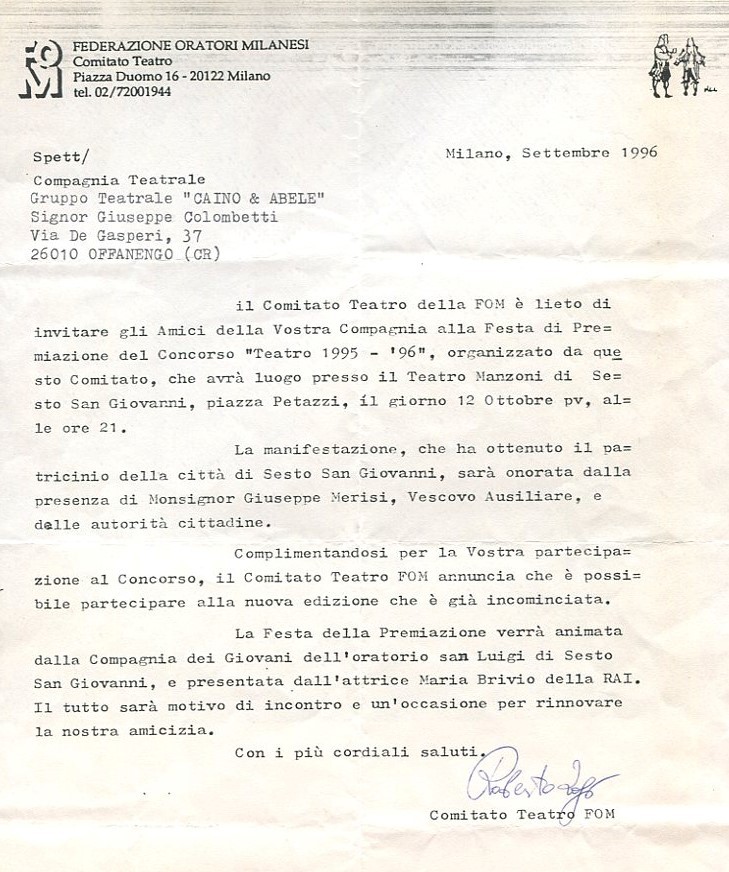 FOM
FEDERAZIONE ORATORI MILANESI
Comitato Teatro
Piazza Duomo 16 - 20122 Milano
tel. 02/72001944
Milano, Settembre 1996
Spett/
Compagnia Teatrale
Gruppo Teatrale "CAINO & ABELE"
Signor Giuseppe Colombetti
Via De Gasperi, 37
26010 OFFANENGO (CR)
il Comitato Teatro della FOM è lieto di
invitare gli Amici della Vostra Compagnia alla Festa di Pre=
miazione del Concorso "Teatro 1995 - '96", organizzato da que
sto Comitato, che avrà luogo presso il Teatro Manzoni di Se=
sto San Giovanni, piazza Petazzi, il giorno 12 Ottobre pv, al=
le ore 21.
La manifestazione, che ha ottenuto il pa=
tricinio della città di Sesto San Giovanni, sarà onorata dalla
presenza di Monsignor Giuseppe Merisi, Vescovo Ausiliare, e
delle autorità cittadine.
Complimentandosi per la Vostra partecipa=
zione al Concorso, il Comitato Teatro FOM annuncia che è possi=
bile partecipare alla nuova edizione che è già incominciata.
La Festa della Premiazione verrà animata
dalla Compagnia dei Giovani dell'oratorio san Luigi di Sesto
San Giovanni, e presentata dall'attrice Maria Brivio della RAI.
Il tutto sarà motivo di incontro e un'occasione per rinnovare
la nostra amicizia.
Con i più cordiali saluti.
Roberto
Comitato Teatro FOM